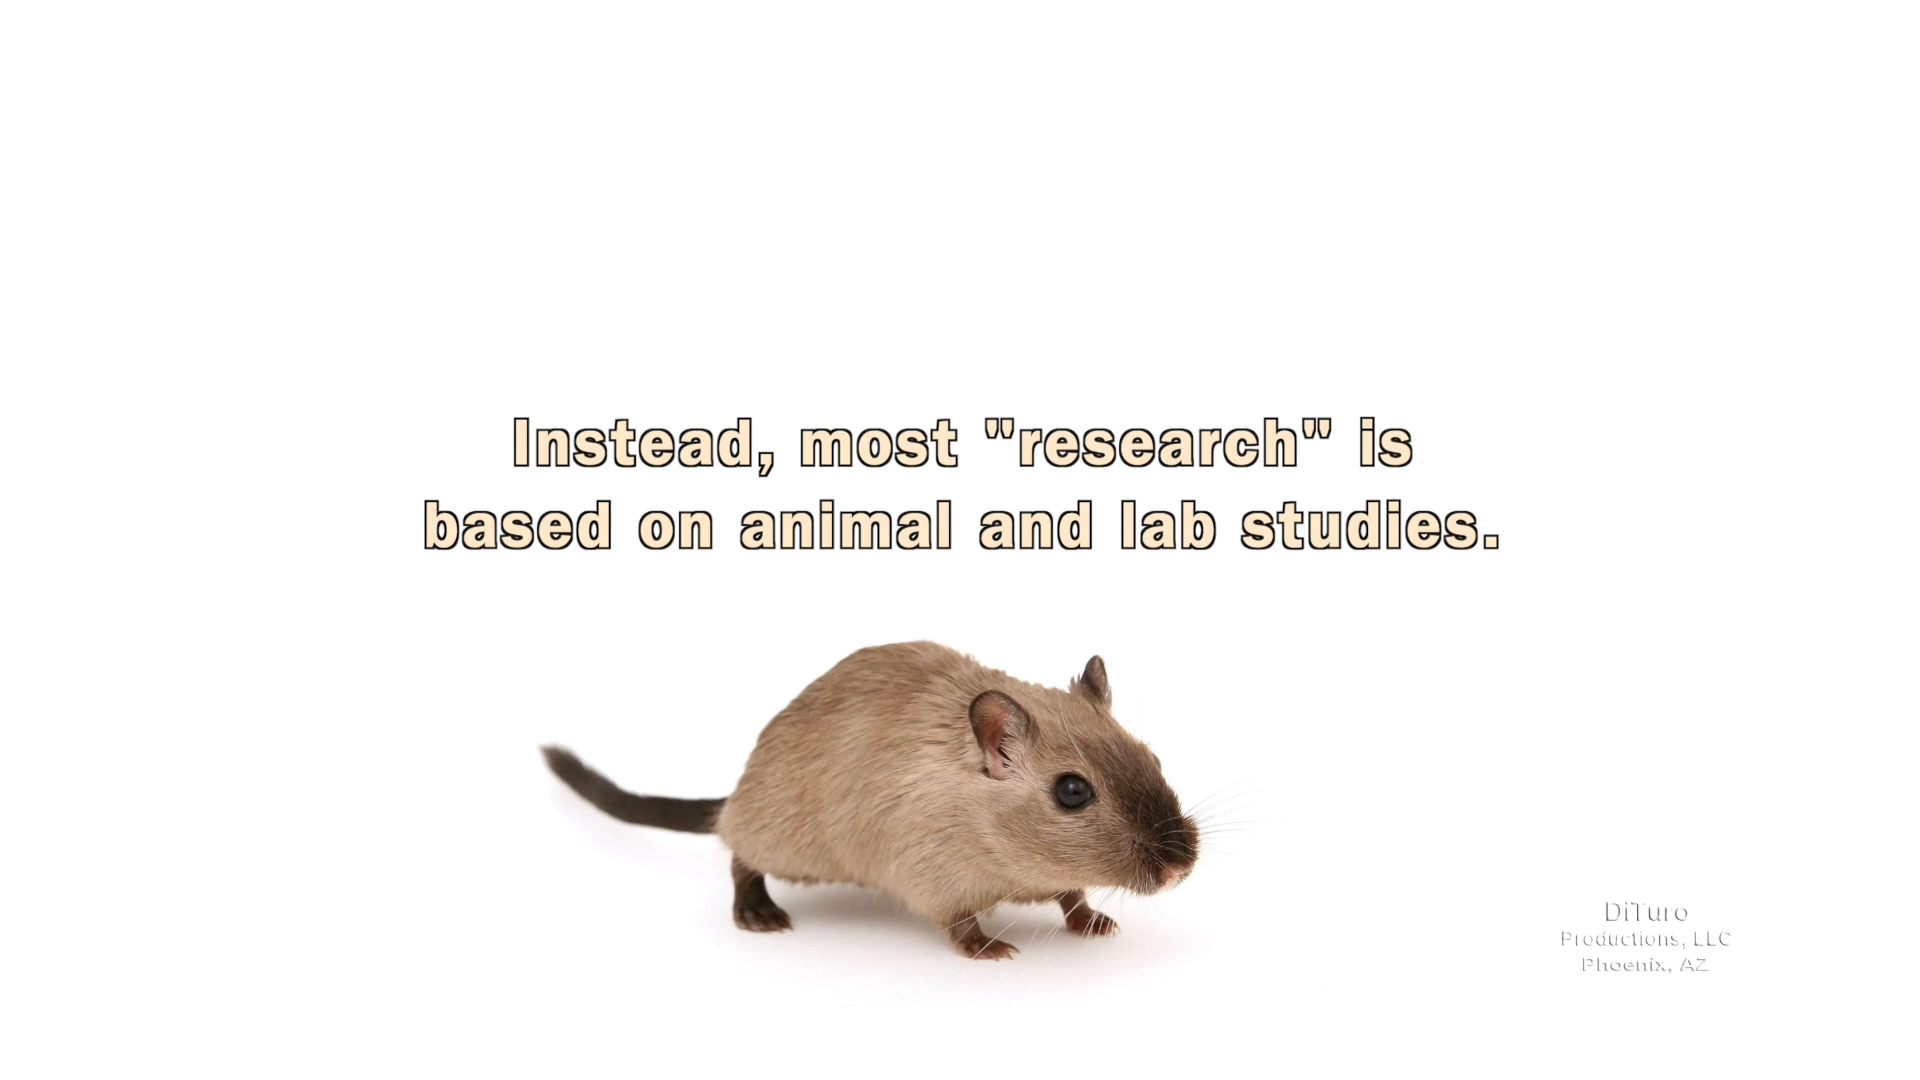 Instead, most "research" is
based on animal and lab studies.
DiTuro
Productions, LLC
Phoenix, AZ